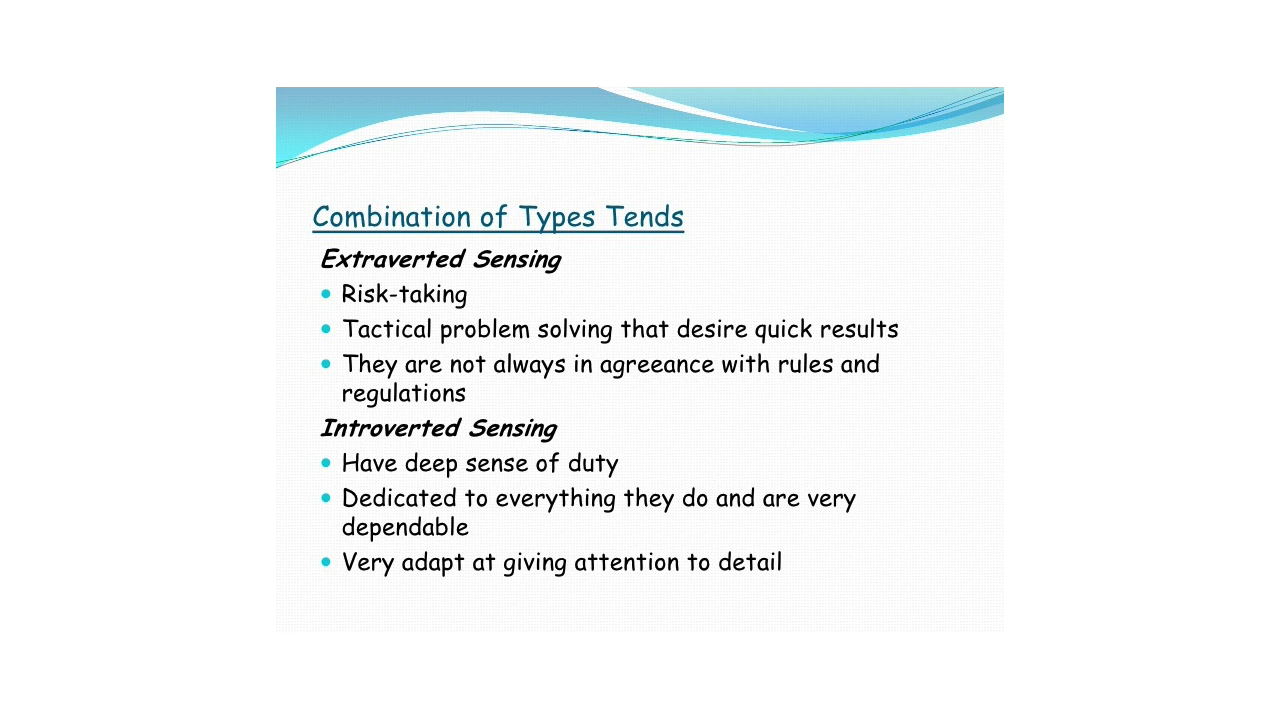 Combination of Types Tends
Extraverted Sensing
Risk-taking
Tactical problem solving that desire quick results
They are not always in agreeance with rules and
regulations
Introverted Sensing
Have deep sense of duty
Dedicated to everything they do and are very
dependable
Very adapt at giving attention to detail